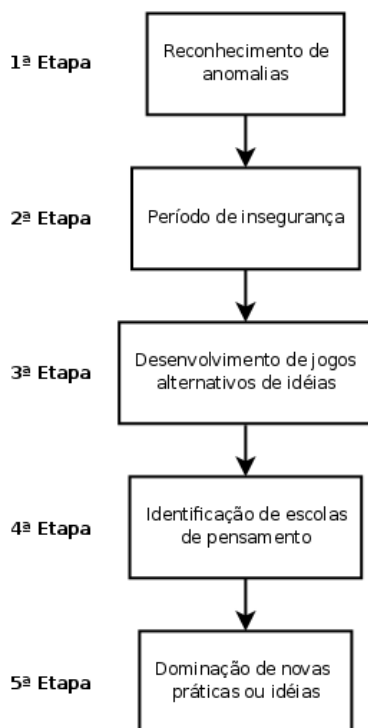 1ª Etapa
Reconhecimento de
anomalias
2ª Etapa
Período de insegurança
3ª Etapa
Desenvolvimento de jogos
alternativos de idéias
4ª Etapa
Identificação de escolas
de pensamento
5ª Etapa
Dominação de novas
práticas ou idéias